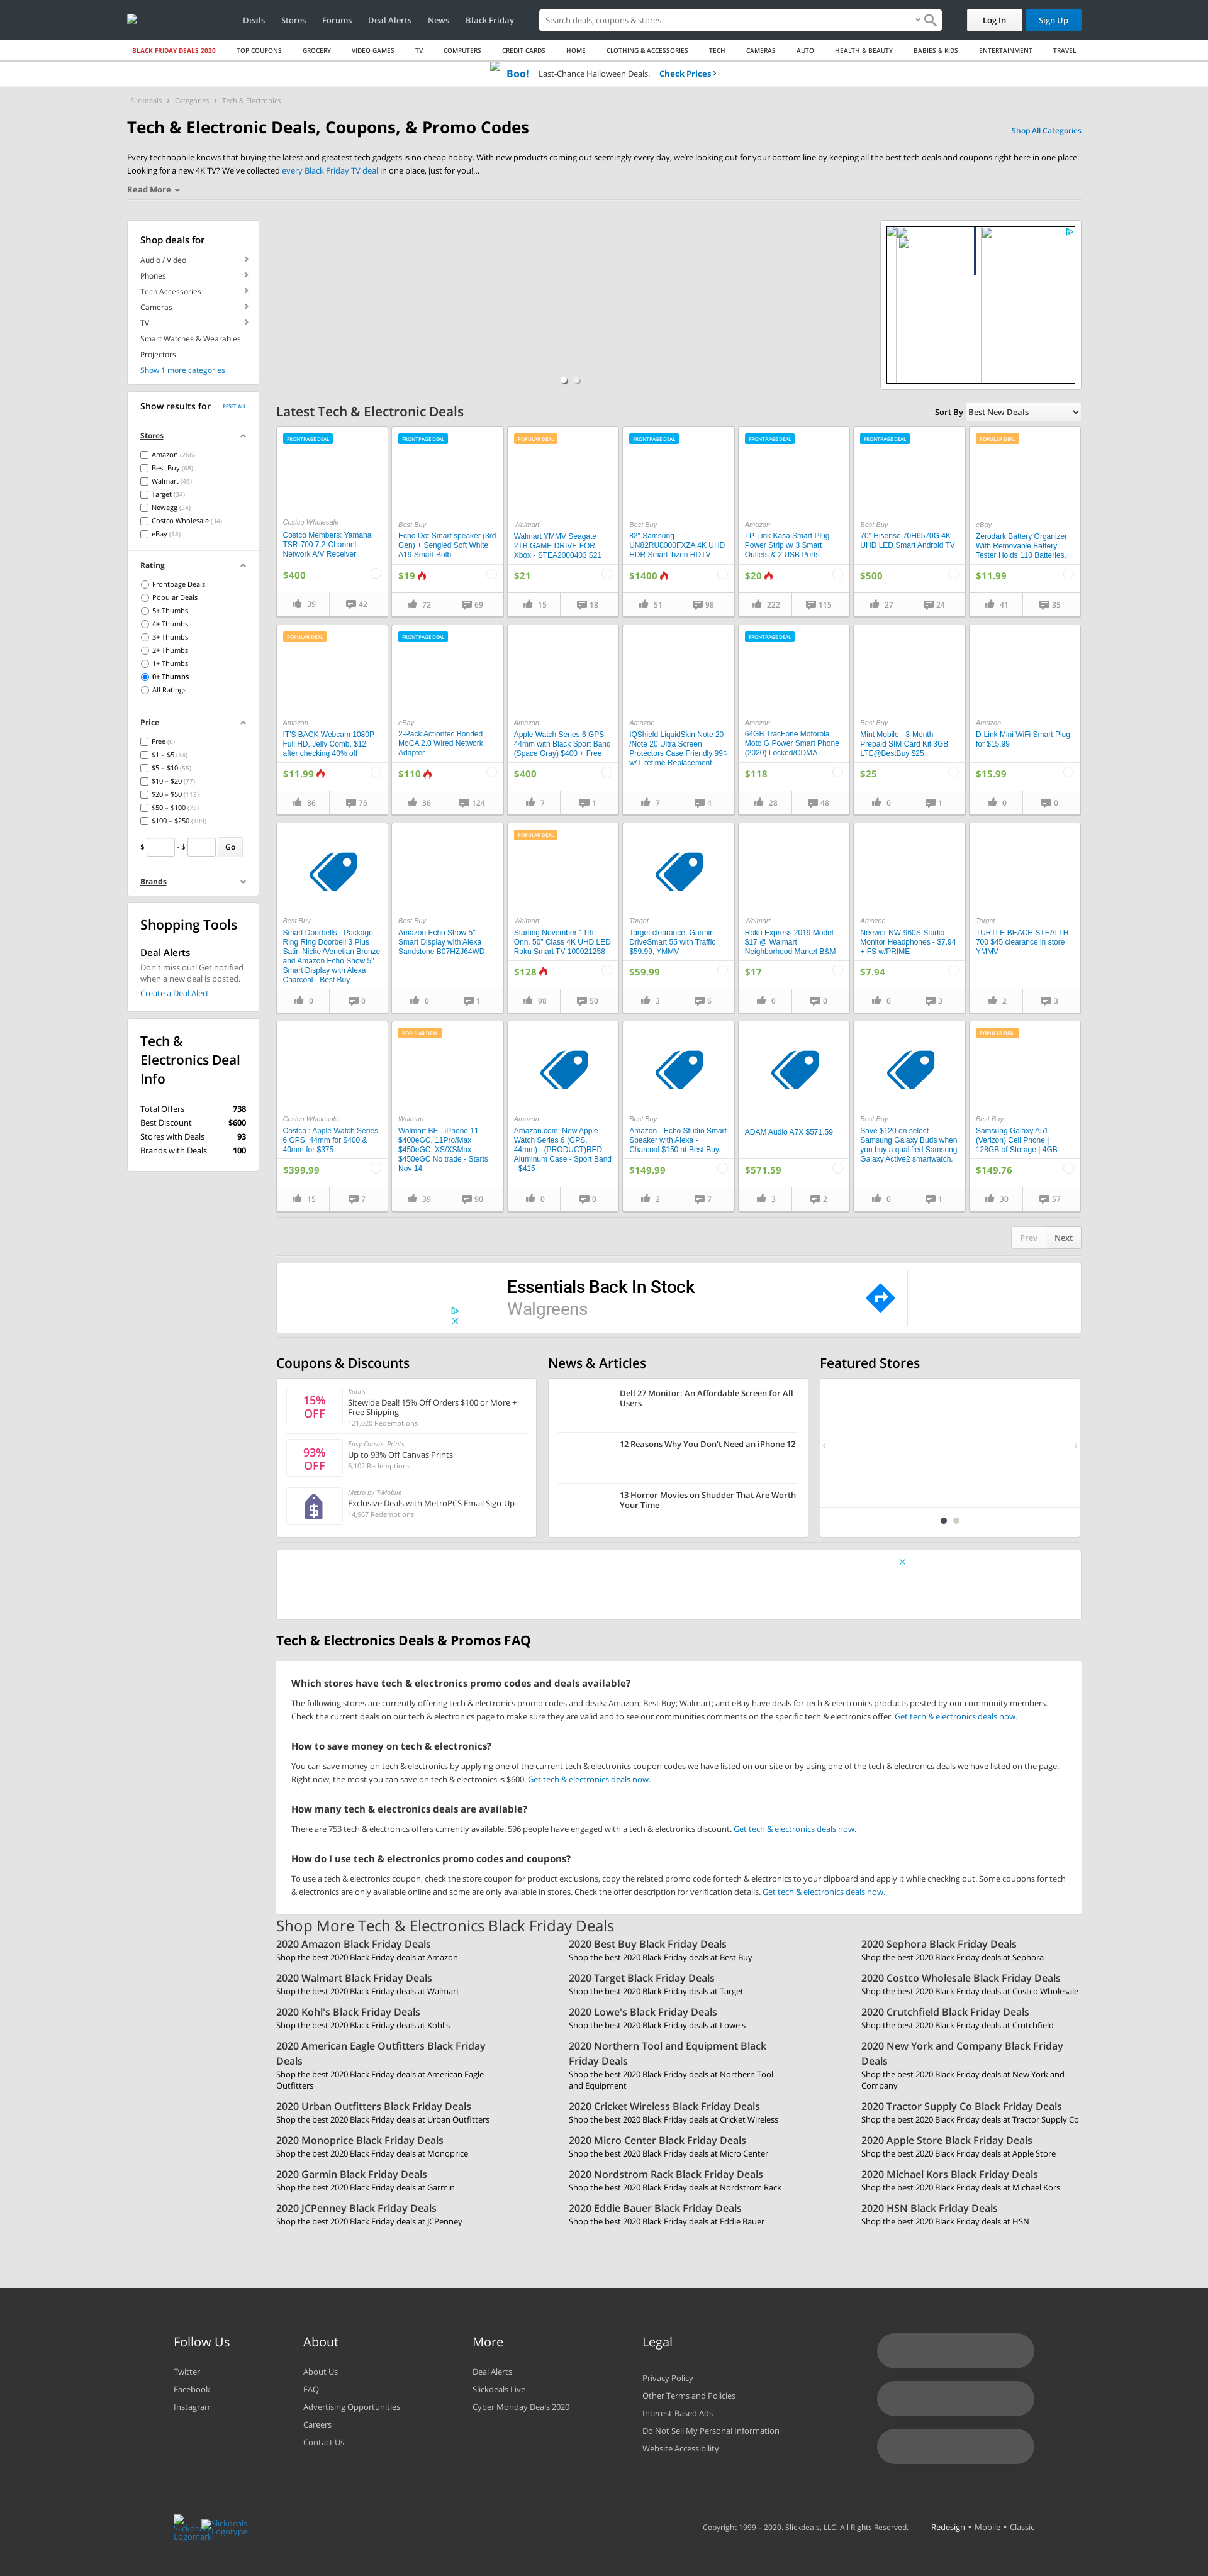 Deals
Stores
Forums
Deal Alerts
News
Black Friday
Search deals, coupons & stores
Log In
Sign Up
BLACK FRIDAY DEALS 2020
TOP COUPONS
GROCERY
VIDEO GAMES
TV
COMPUTERS
CREDIT CARDS
HOME
CLOTHING & ACCESSORIES
TECH
CAMERAS
AUTO
HEALTH & BEAUTY
BABIES & KIDS
ENTERTAINMENT
TRAVEL
Boo!
Last-Chance Halloween Deals.
Check Prices
Slickdeals
Categories
Tech & Electronics
Tech & Electronic Deals, Coupons, & Promo Codes
Shop All Categories
Every technophile knows that buying the latest and greatest tech gadgets is no cheap hobby. With new products coming out seemingly every day, we're looking out for your bottom line by keeping all the best tech deals and coupons right here in one place.
Looking for a new 4K TV? We've collected every Black Friday TV deal in one place, just for you!...
Read More
Shop deals for
Audio / Video
Phones
Tech Accessories
Cameras
TV
Smart Watches & Wearables
Projectors
Show 1 more categories
Show results for
RESET ALL
Stores
Amazon (266)
Best Buy (68)
Walmart (46)
Target (34)
Newegg (34)
Costco Wholesale (34)
eBay (18)
Rating
Frontpage Deals
Popular Deals
5+ Thumbs
4+ Thumbs
3+ Thumbs
2+ Thumbs
1+ Thumbs
0+ Thumbs
All Ratings
Price
Free (6)
$1 – $5 (14)
$5 – $10 (55)
$10 – $20 (77)
$20 – $50 (113)
$50 – $100 (75)
$100 – $250 (109)
$ - $ Go
Brands
Shopping Tools
Deal Alerts
Don't miss out! Get notified
when a new deal is posted.
Create a Deal Alert
Tech &
Electronics Deal
Info
Total Offers 738
Best Discount $600
Stores with Deals 93
Brands with Deals 100
Latest Tech & Electronic Deals
Sort By Best New Deals
FRONTPAGE DEAL
Costco Wholesale
Costco Members: Yamaha
TSR-700 7.2-Channel
Network A/V Receiver
$400
39 42
FRONTPAGE DEAL
Best Buy
Echo Dot Smart speaker (3rd
Gen) + Sengled Soft White
A19 Smart Bulb
$19
72 69
POPULAR DEAL
Walmart
Walmart YMMV Seagate
2TB GAME DRIVE FOR
Xbox - STEA2000403 $21
$21
15 18
FRONTPAGE DEAL
Best Buy
82" Samsung
UN82RU8000FXZA 4K UHD
HDR Smart Tizen HDTV
$1400
51 98
FRONTPAGE DEAL
Amazon
TP-Link Kasa Smart Plug
Power Strip w/ 3 Smart
Outlets & 2 USB Ports
$20
222 115
FRONTPAGE DEAL
Best Buy
70" Hisense 70H6570G 4K
UHD LED Smart Android TV
$500
27 24
POPULAR DEAL
eBay
Zerodark Battery Organizer
With Removable Battery
Tester Holds 110 Batteries.
$11.99
41 35
POPULAR DEAL
Amazon
IT'S BACK Webcam 1080P
Full HD, Jelly Comb, $12
after checking 40% off
$11.99
86 75
FRONTPAGE DEAL
eBay
2-Pack Actiontec Bonded
MoCA 2.0 Wired Network
Adapter
$110
36 124
Amazon
Apple Watch Series 6 GPS
44mm with Black Sport Band
(Space Gray) $400 + Free
$400
7 1
Amazon
IQShield LiquidSkin Note 20
/Note 20 Ultra Screen
Protectors Case Friendly 99¢
w/ Lifetime Replacement
7 4
FRONTPAGE DEAL
Amazon
64GB TracFone Motorola
Moto G Power Smart Phone
(2020) Locked/CDMA
$118
28 48
Best Buy
Mint Mobile - 3-Month
Prepaid SIM Card Kit 3GB
LTE@BestBuy $25
$25
0 1
Amazon
D-Link Mini WiFi Smart Plug
for $15.99
$15.99
0 0
Best Buy
Smart Doorbells - Package
Ring Ring Doorbell 3 Plus
Satin Nickel/Venetian Bronze
and Amazon Echo Show 5"
Smart Display with Alexa
Charcoal - Best Buy
0 0
Best Buy
Amazon Echo Show 5"
Smart Display with Alexa
Sandstone B07HZJ64WD
0 1
POPULAR DEAL
Walmart
Starting November 11th -
Onn. 50" Class 4K UHD LED
Roku Smart TV 100021258 -
$128
98 50
Target
Target clearance, Garmin
DriveSmart 55 with Traffic
$59.99, YMMV
$59.99
3 6
Walmart
Roku Express 2019 Model
$17 @ Walmart
Neighborhood Market B&M
$17
0 0
Amazon
Neewer NW-960S Studio
Monitor Headphones - $7.94
+ FS w/PRIME
$7.94
0 3
Target
TURTLE BEACH STEALTH
700 $45 clearance in store
YMMV
2 3
Costco Wholesale
Costco : Apple Watch Series
6 GPS, 44mm for $400 &
40mm for $375
$399.99
15 7
POPULAR DEAL
Walmart
Walmart BF - iPhone 11
$400eGC, 11Pro/Max
$450eGC, XS/XSMax
$450eGC No trade - Starts
Nov 14
39 90
Amazon
Amazon.com: New Apple
Watch Series 6 (GPS,
44mm) - (PRODUCT)RED -
Aluminum Case - Sport Band
- $415
0 0
Best Buy
Amazon - Echo Studio Smart
Speaker with Alexa -
Charcoal $150 at Best Buy.
$149.99
2 7
ADAM Audio A7X $571.59
$571.59
3 2
Best Buy
Save $120 on select
Samsung Galaxy Buds when
you buy a qualified Samsung
Galaxy Active2 smartwatch.
0 1
POPULAR DEAL
Best Buy
Samsung Galaxy A51
(Verizon) Cell Phone |
128GB of Storage | 4GB
$149.76
30 57
Prev
Next
Essentials Back In Stock
Walgreens
Coupons & Discounts
15%
OFF
Kohl's
Sitewide Deal! 15% Off Orders $100 or More +
Free Shipping
121,020 Redemptions
93%
OFF
Easy Canvas Prints
Up to 93% Off Canvas Prints
6,102 Redemptions
Metro by T-Mobile
Exclusive Deals with MetroPCS Email Sign-Up
14,967 Redemptions
News & Articles
Dell 27 Monitor: An Affordable Screen for All
Users
12 Reasons Why You Don't Need an iPhone 12
13 Horror Movies on Shudder That Are Worth
Your Time
Featured Stores
Tech & Electronics Deals & Promos FAQ
Which stores have tech & electronics promo codes and deals available?
The following stores are currently offering tech & electronics promo codes and deals: Amazon; Best Buy; Walmart; and eBay have deals for tech & electronics products posted by our community members.
Check the current deals on our tech & electronics page to make sure they are valid and to see our communities comments on the specific tech & electronics offer. Get tech & electronics deals now.
How to save money on tech & electronics?
You can save money on tech & electronics by applying one of the current tech & electronics coupon codes we have listed on our site or by using one of the tech & electronics deals we have listed on the page.
Right now, the most you can save on tech & electronics is $600. Get tech & electronics deals now.
How many tech & electronics deals are available?
There are 753 tech & electronics offers currently available. 596 people have engaged with a tech & electronics discount. Get tech & electronics deals now.
How do I use tech & electronics promo codes and coupons?
To use a tech & electronics coupon, check the store coupon for product exclusions, copy the related promo code for tech & electronics to your clipboard and apply it while checking out. Some coupons for tech
& electronics are only available online and some are only available in stores. Check the offer description for verification details. Get tech & electronics deals now.
Shop More Tech & Electronics Black Friday Deals
2020 Amazon Black Friday Deals
Shop the best 2020 Black Friday deals at Amazon
2020 Best Buy Black Friday Deals
Shop the best 2020 Black Friday deals at Best Buy
2020 Sephora Black Friday Deals
Shop the best 2020 Black Friday deals at Sephora
2020 Walmart Black Friday Deals
Shop the best 2020 Black Friday deals at Walmart
2020 Target Black Friday Deals
Shop the best 2020 Black Friday deals at Target
2020 Costco Wholesale Black Friday Deals
Shop the best 2020 Black Friday deals at Costco Wholesale
2020 Kohl's Black Friday Deals
Shop the best 2020 Black Friday deals at Kohl's
2020 Lowe's Black Friday Deals
Shop the best 2020 Black Friday deals at Lowe's
2020 Crutchfield Black Friday Deals
Shop the best 2020 Black Friday deals at Crutchfield
2020 American Eagle Outfitters Black Friday
Deals
Shop the best 2020 Black Friday deals at American Eagle
Outfitters
2020 Northern Tool and Equipment Black
Friday Deals
Shop the best 2020 Black Friday deals at Northern Tool
and Equipment
2020 New York and Company Black Friday
Deals
Shop the best 2020 Black Friday deals at New York and
Company
2020 Urban Outfitters Black Friday Deals
Shop the best 2020 Black Friday deals at Urban Outfitters
2020 Cricket Wireless Black Friday Deals
Shop the best 2020 Black Friday deals at Cricket Wireless
2020 Tractor Supply Co Black Friday Deals
Shop the best 2020 Black Friday deals at Tractor Supply Co
2020 Monoprice Black Friday Deals
Shop the best 2020 Black Friday deals at Monoprice
2020 Micro Center Black Friday Deals
Shop the best 2020 Black Friday deals at Micro Center
2020 Apple Store Black Friday Deals
Shop the best 2020 Black Friday deals at Apple Store
2020 Garmin Black Friday Deals
Shop the best 2020 Black Friday deals at Garmin
2020 Nordstrom Rack Black Friday Deals
Shop the best 2020 Black Friday deals at Nordstrom Rack
2020 Michael Kors Black Friday Deals
Shop the best 2020 Black Friday deals at Michael Kors
2020 JCPenney Black Friday Deals
Shop the best 2020 Black Friday deals at JCPenney
2020 Eddie Bauer Black Friday Deals
Shop the best 2020 Black Friday deals at Eddie Bauer
2020 HSN Black Friday Deals
Shop the best 2020 Black Friday deals at HSN
Follow Us
Twitter
Facebook
Instagram
About
About Us
FAQ
Advertising Opportunities
Careers
Contact Us
More
Deal Alerts
Slickdeals Live
Cyber Monday Deals 2020
Legal
Privacy Policy
Other Terms and Policies
Interest-Based Ads
Do Not Sell My Personal Information
Website Accessibility
Slickdeals
Logomark
Slickdeals
Logotype
Copyright 1999 – 2020. Slickdeals, LLC. All Rights Reserved.
Redesign • Mobile • Classic